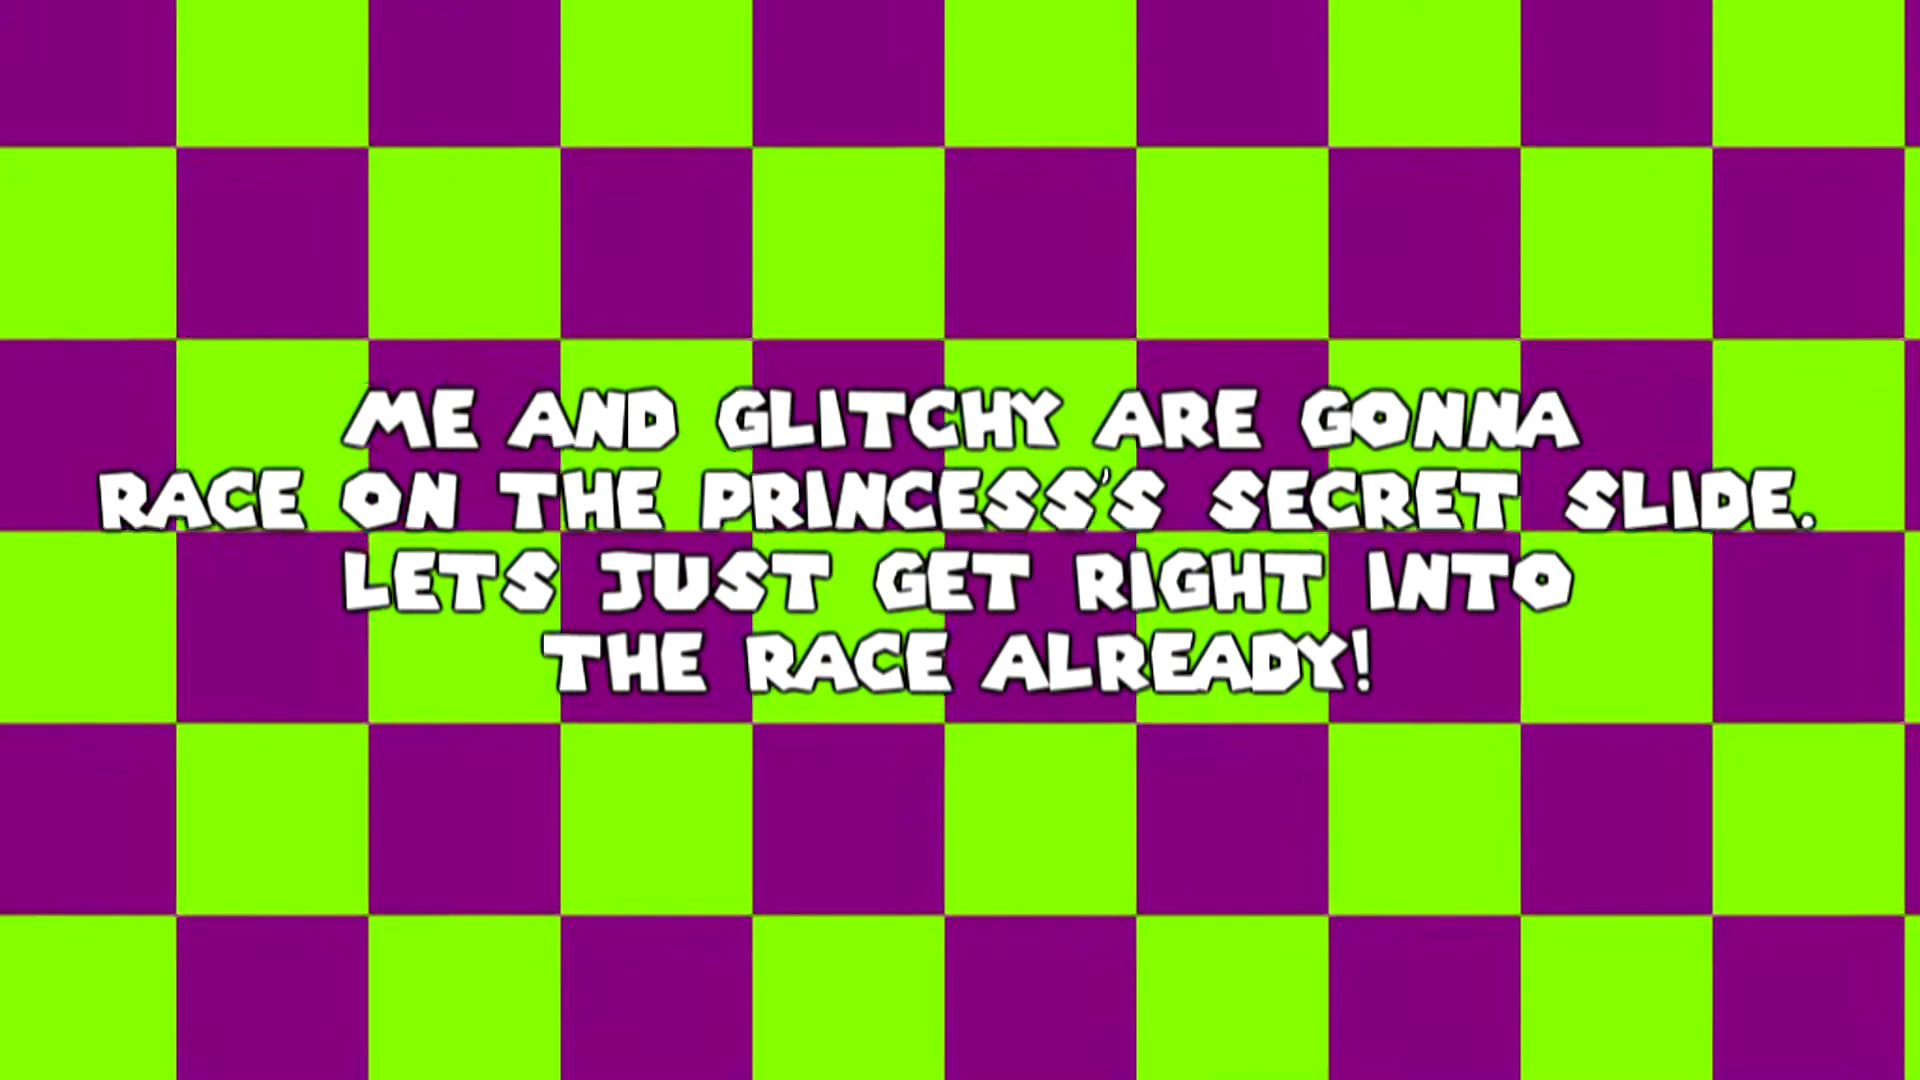 ME AND GLITCHY ARE GONNA
RACE ON THE PRINCESS'S SECRET SLIDE.
LETS JUST GET RIGHT INTO
THE RACE ALREADY!